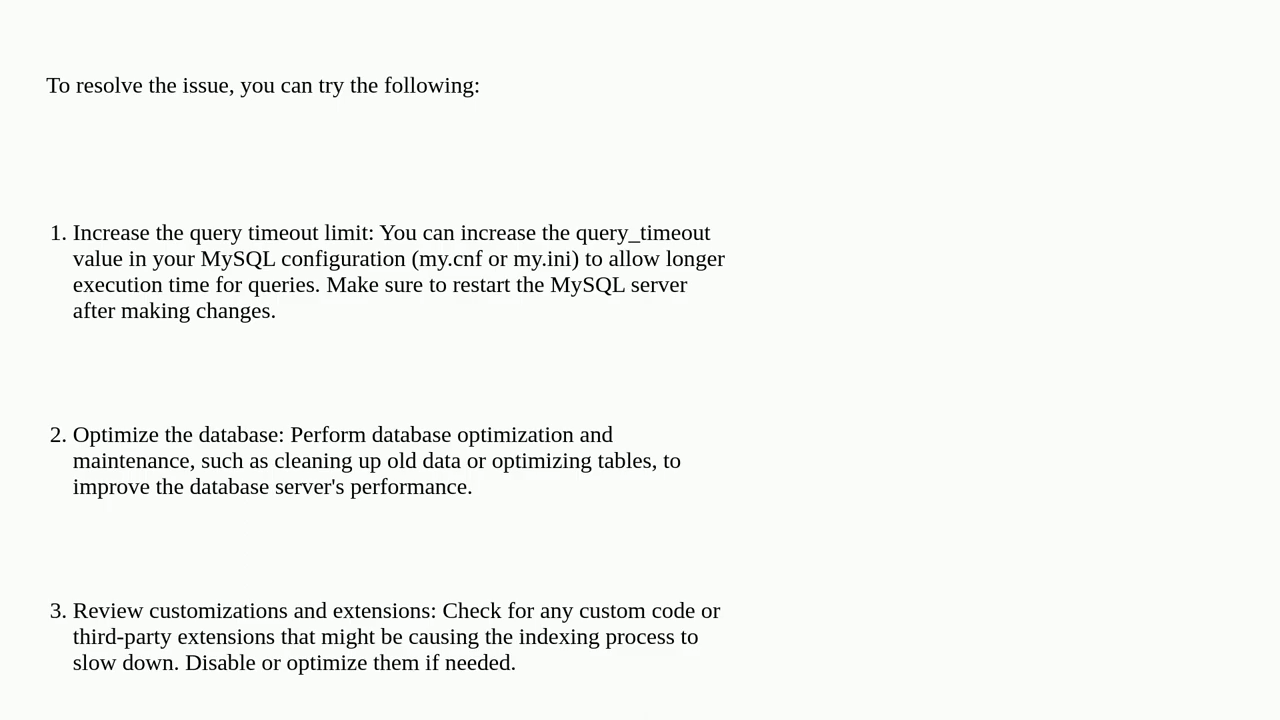 To resolve the issue, you can try the following:
1. Increase the query timeout limit: You can increase the query_timeout
value in your MySQL configuration (my.cnf or my.ini) to allow longer
execution time for queries. Make sure to restart the MySQL server
after making changes.
2. Optimize the database: Perform database optimization and
maintenance, such as cleaning up old data or optimizing tables, to
improve the database server's performance.
3. Review customizations and extensions: Check for any custom code or
third-party extensions that might be causing the indexing process to
slow down. Disable or optimize them if needed.